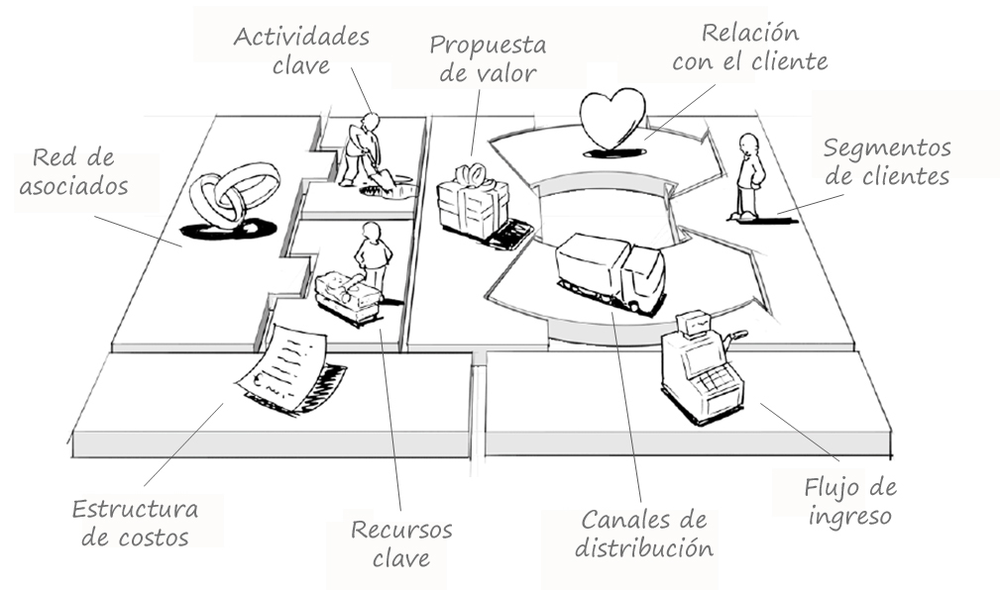 Actividades
clave
Propuesta
de valor
Relación
con el cliente
Red de
asociados
Segmentos
de clientes
Estructura
de costos
Recursos
clave
Canales de
distribución
Flujo de
ingreso